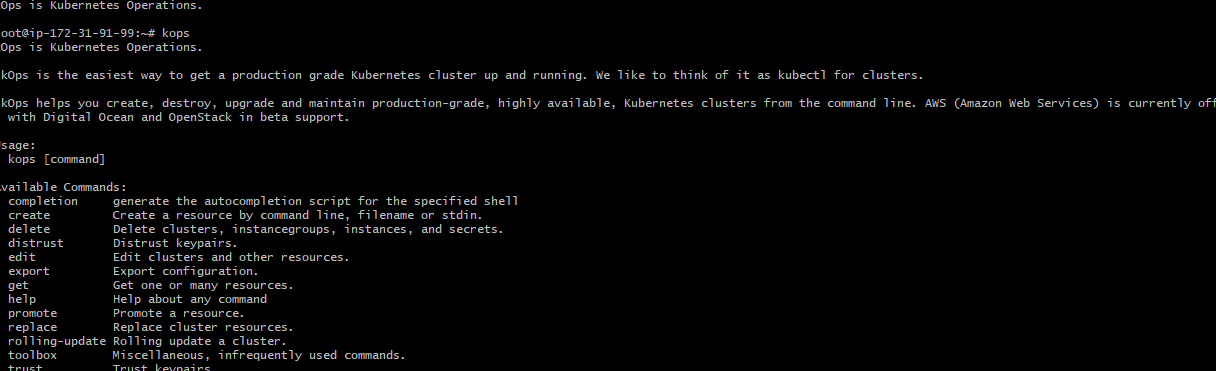 Ops is Kubernetes Operations.
oot@ip-172-31-91-99:~# kops
Ops is Kubernetes Operations.
kOps is the easiest way to get a production grade Kubernetes cluster up and running. We like to think of it as kubectl for clusters.
kOps helps you create, destroy, upgrade and maintain production-grade, highly available, Kubernetes clusters from the command line. AWS (Amazon Web Services) is currently off
with Digital Ocean and OpenStack in beta support.
sage:
kops [command]
vailable Commands:
completion generate the autocompletion script for the specified shell
create Create a resource by command line, filename or stdin.
delete Delete clusters, instancegroups, instances, and secrets.
distrust Distrust keypairs.
edit Edit clusters and other resources.
export Export configuration.
get Get one or many resources.
help Help about any command
promote Promote a resource.
replace Replace cluster resources.
rolling-update Rolling update a cluster.
toolbox Miscellaneous, infrequently used commands.
trust Trust keypairs